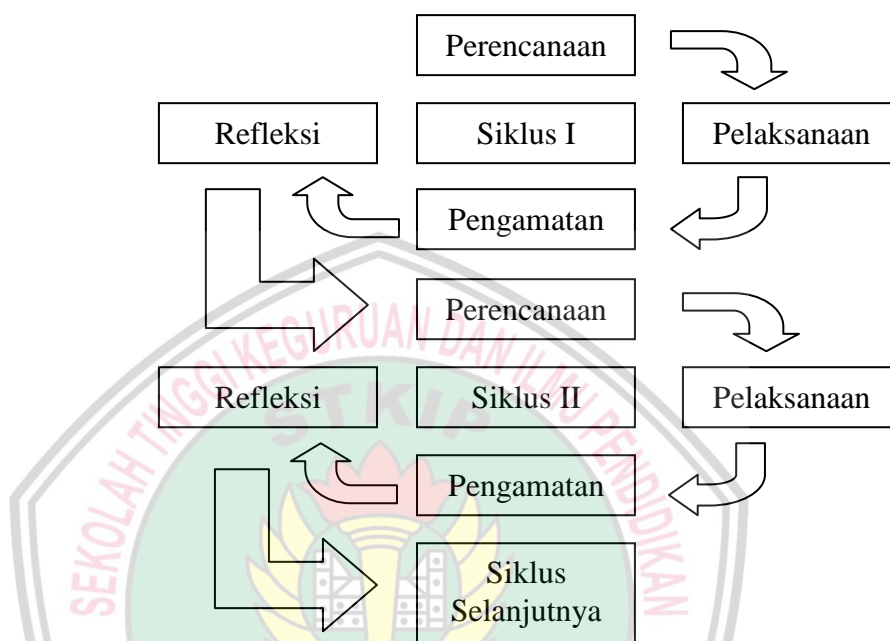 Perencanaan
Refleksi
Siklus I
Pelaksanaan
Pengamatan
Perencanaan
Refleksi
Siklus II
Pelaksanaan
Pengamatan
Siklus
Selanjutnya
SEKOLAH TINGGI KEGURUAN DAN ILMU PENDIDIKAN
STKIP